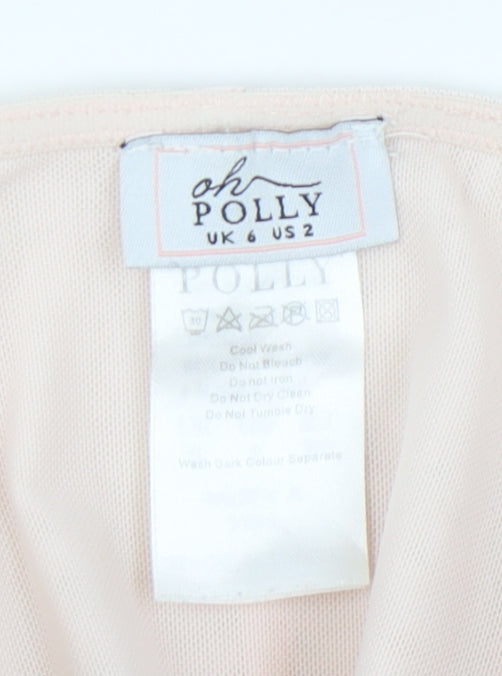 oh
POLLY
UK 6 US 2
POLLY
30
Cool Wash
Do Not Bleach
Do not Iron
Do Not Dry Clean
Do Not Tumble Dry
Wash Dark Colour Separate